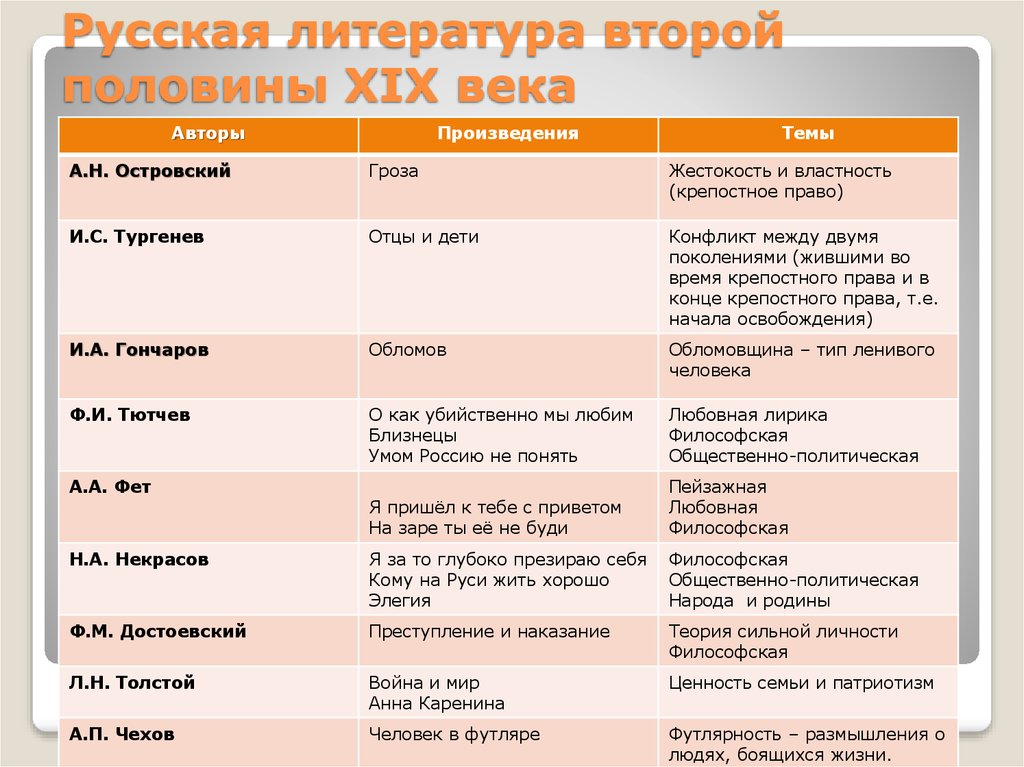 Русская литература второй
половины XIX века
Авторы Произведения Темы
А.Н. Островский Гроза Жестокость и властность
(крепостное право)
И.С. Тургенев Отцы и дети Конфликт между двумя
поколениями (жившими во
время крепостного права и в
конце крепостного права, т.е.
начала освобождения)
И.А. Гончаров Обломов Обломовщина – тип ленивого
человека
Ф.И. Тютчев О как убийственно мы любим Любовная лирика
Близнецы Философская
Умом Россию не понять Общественно-политическая
А.А. Фет Пейзажная
Я пришёл к тебе с приветом Любовная
На заре ты её не буди Философская
Н.А. Некрасов Я за то глубоко презираю себя Философская
Кому на Руси жить хорошо Общественно-политическая
Элегия Народа и родины
Ф.М. Достоевский Преступление и наказание Теория сильной личности
Философская
Л.Н. Толстой Война и мир Ценность семьи и патриотизм
Анна Каренина
А.П. Чехов Человек в футляре Футлярность – размышления о
людях, боящихся жизни.